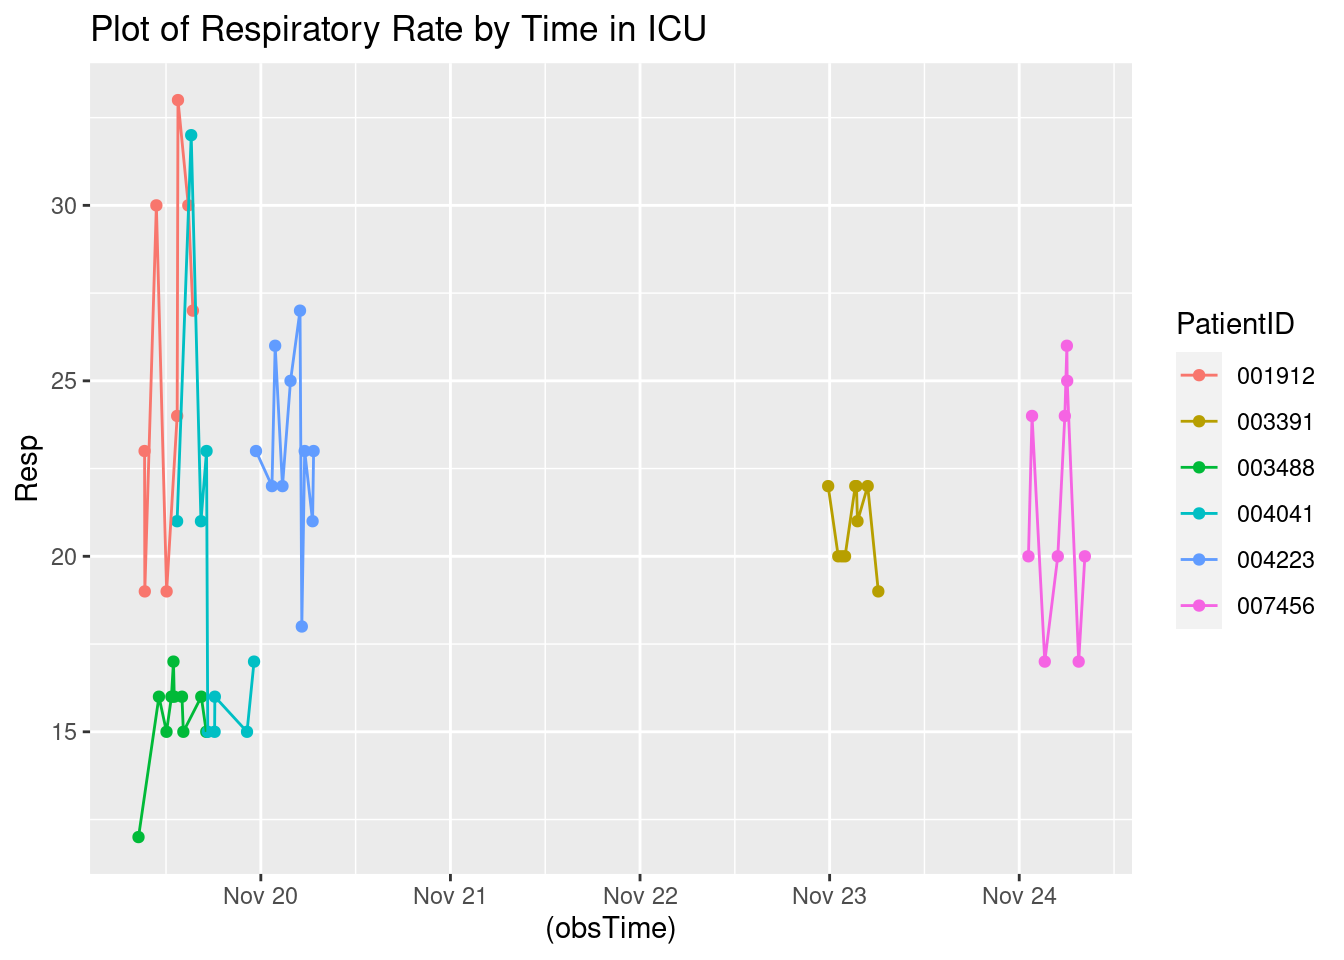 Plot of Respiratory Rate by Time in ICU
30
25
20
15
Resp
Nov 20
Nov 21
Nov 22
Nov 23
Nov 24
(obsTime)
PatientID
001912
003391
003488
004041
004223
007456